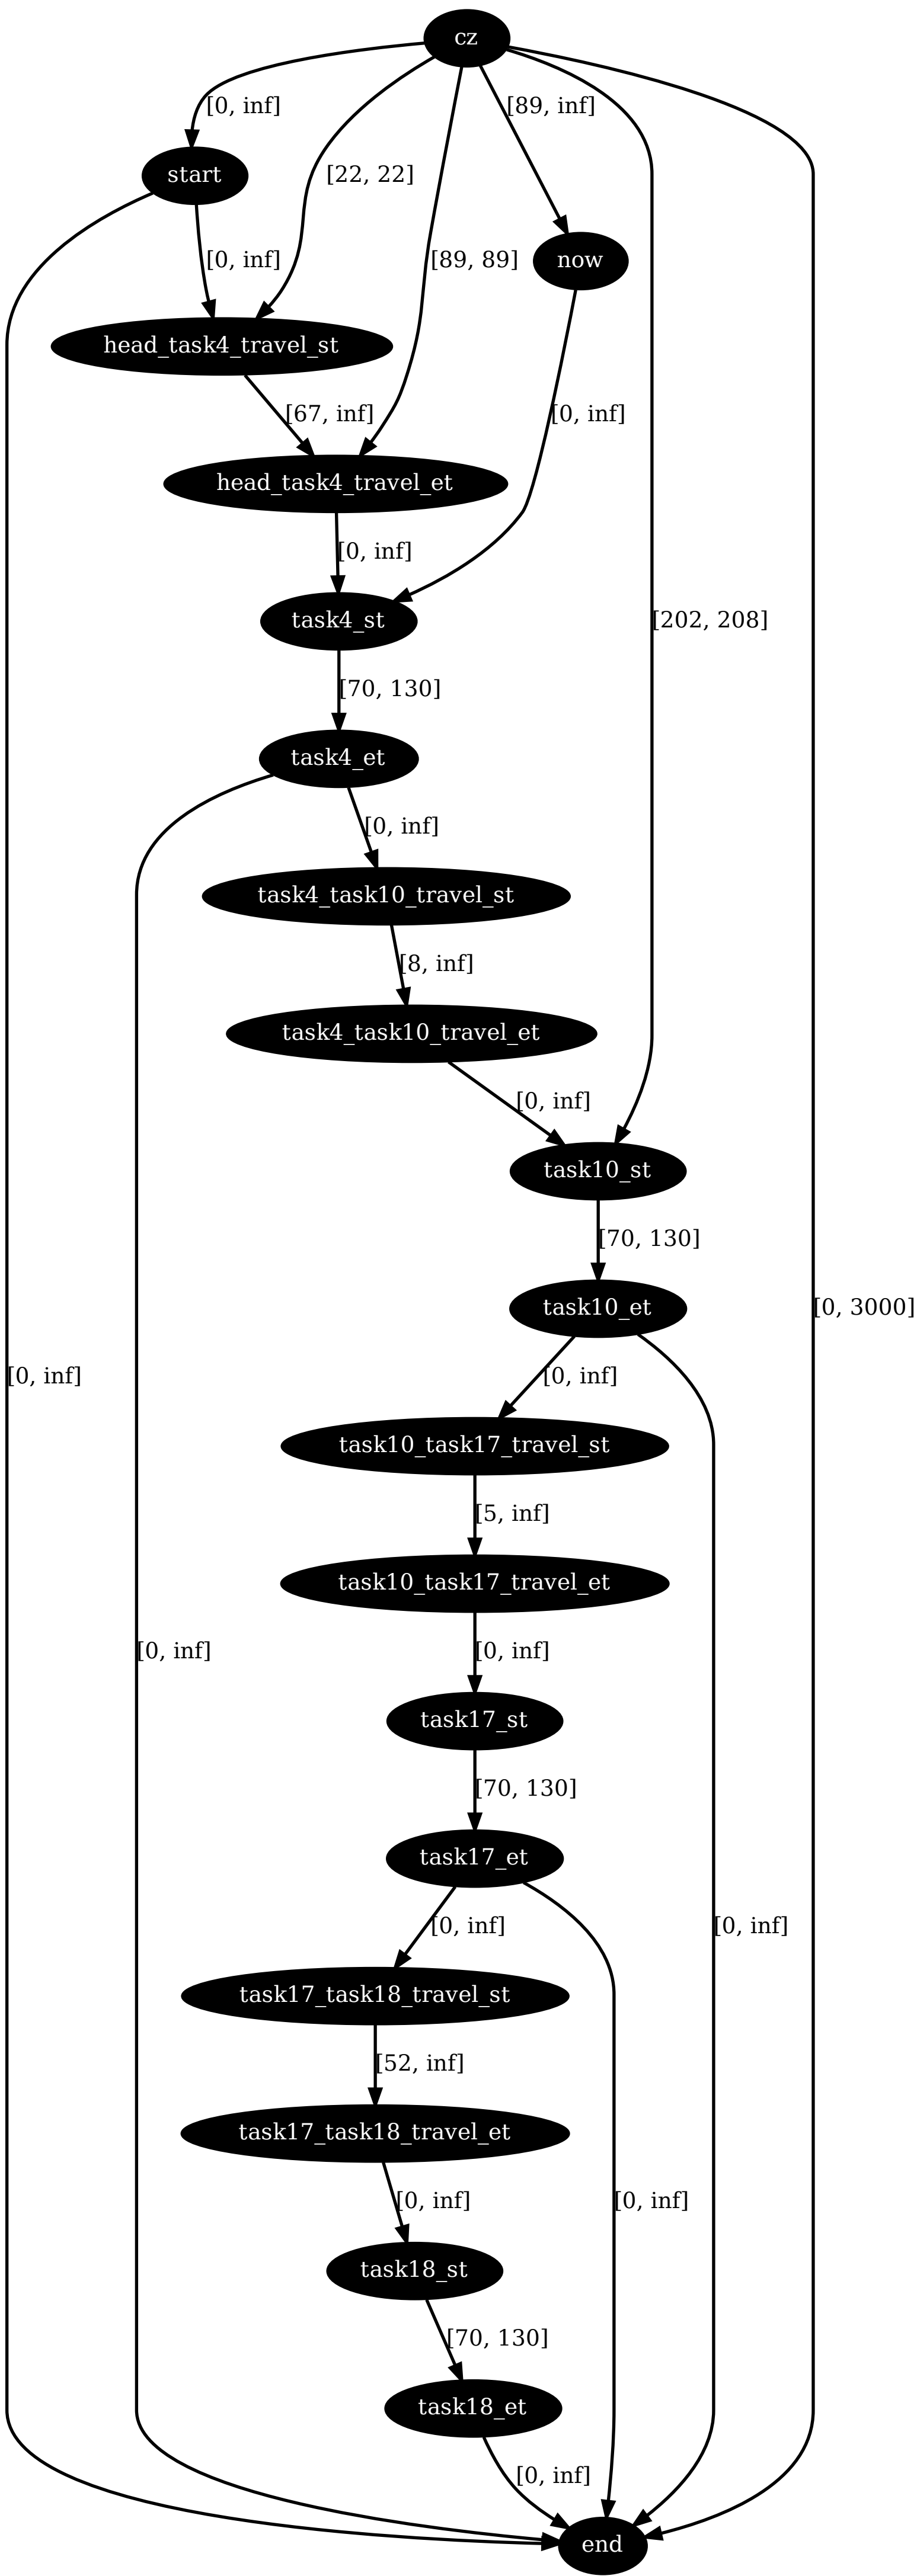 cz
[0, inf]
[89, inf]
start
[22, 22]
now
[0, inf]
[89, 89]
head_task4_travel_st
[67, inf]
[0, inf]
head_task4_travel_et
[0, inf]
task4_st
[202, 208]
[70, 130]
task4_et
[0, inf]
task4_task10_travel_st
[8, inf]
task4_task10_travel_et
[0, inf]
task10_st
[70, 130]
task10_et
[0, 3000]
[0, inf]
[0, inf]
task10_task17_travel_st
[5, inf]
task10_task17_travel_et
[0, inf]
[0, inf]
task17_st
[70, 130]
task17_et
[0, inf]
[0, inf]
task17_task18_travel_st
[52, inf]
task17_task18_travel_et
[0, inf]
[0, inf]
task18_st
[70, 130]
task18_et
[0, inf]
end